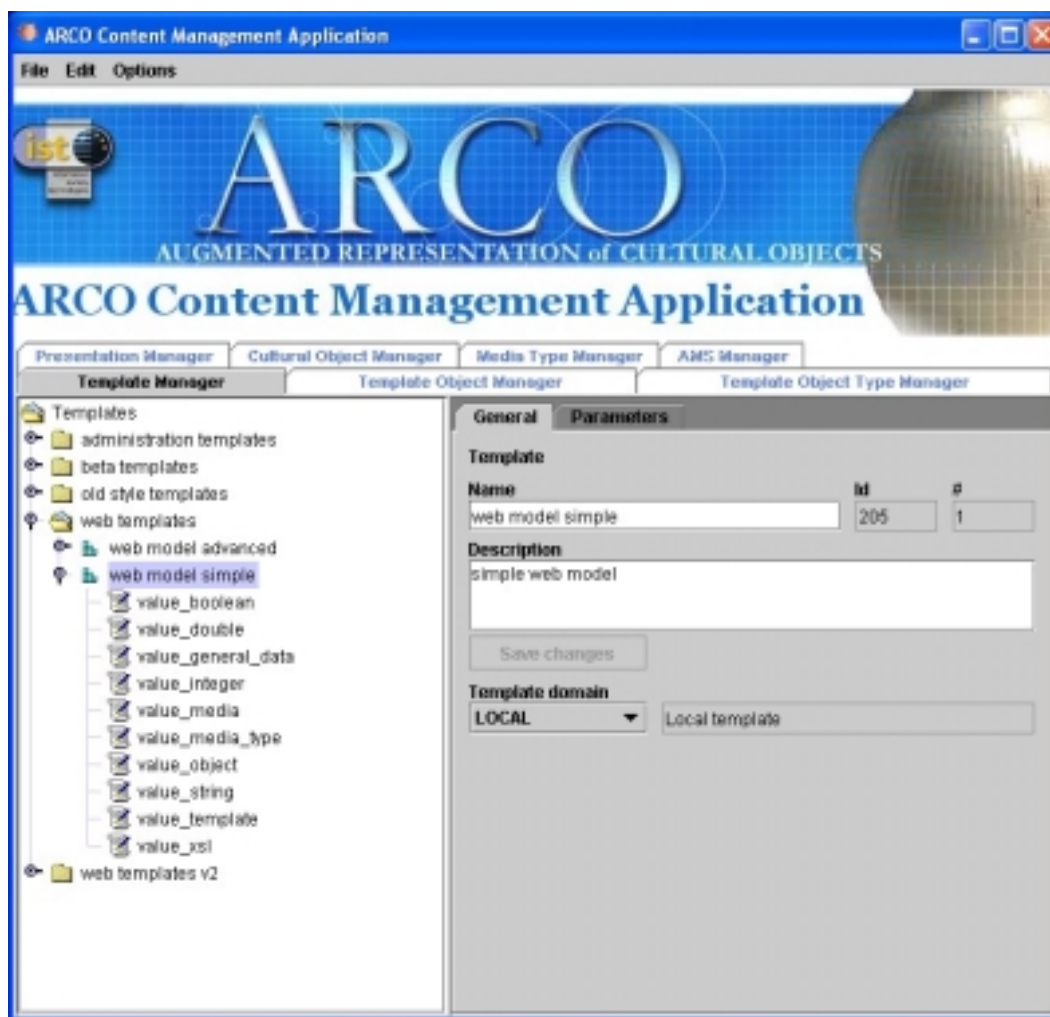 ARCO Content Management Application
File Edit Options
ist
ARCO
AUGMENTED REPRESENTATION of CULTURAL OBJECTS
ARCO Content Management Application
Presentation Manager Cultural Object Manager Media Type Manager AMS Manager
Template Manager Template Object Manager Template Object Type Manager
Templates
administration templates
beta templates
old style templates
web templates
web model advanced
web model simple
value_boolean
value_double
value_general_data
value_integer
value_media
value_media_type
value_object
value_string
value_template
value_xsl
web templates v2
General Parameters
Template
Name Id #
web model simple 205 1
Description
simple web model
Save changes
Template domain
LOCAL Local template